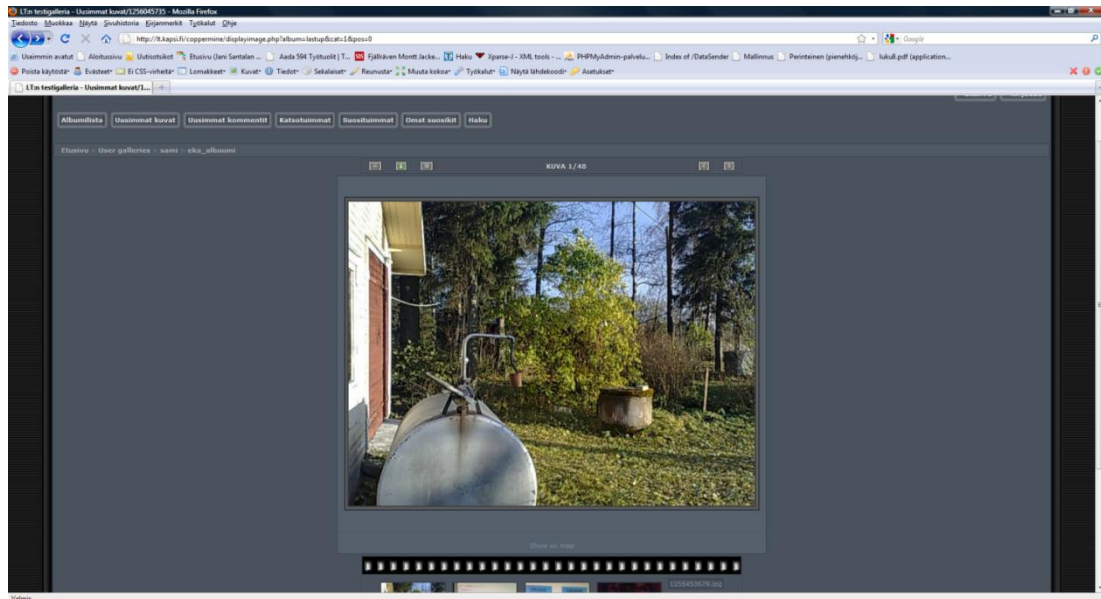 LT:n testigalleria - Uusimmat kuvat/1256045735 - Mozilla Firefox
Tiedosto Muokkaa Näytä Sivuhistoria Kirjanmerkit Työkalut Ohje
http://lt.kapsi.fi/coppermine/displayimage.php?album=lastup&cat=1&pos=0
Google
Useimmin avatut Aloitussivu Uutisotsikot Etusivu (Jani Santalan ... Aada 594 Työtuolit | T... Fjällräven Montt Jacke... Haku Xparse-J - XML tools - ... PHPMyAdmin-palvelu... Index of /DataSender Mallinnus Perinteinen (pienehköj... luku8.pdf (application...
Poista käytöstä Evästeet Ei CSS-virheitä Lomakkeet Kuvat Tiedot Sekalaiset Reunusta Muuta kokoa Työkalut Näytä lähdekoodi Asetukset
LT:n testigalleria - Uusimmat kuvat/1...
Albumilista Uusimmat kuvat Uusimmat kommentit Katsotuimmat Suosituimmat Omat suosikit Haku
Etusivu > User galleries > sami > eka_albumi
KUVA 1/48
Show on map
1255453679.jpg
Valmis